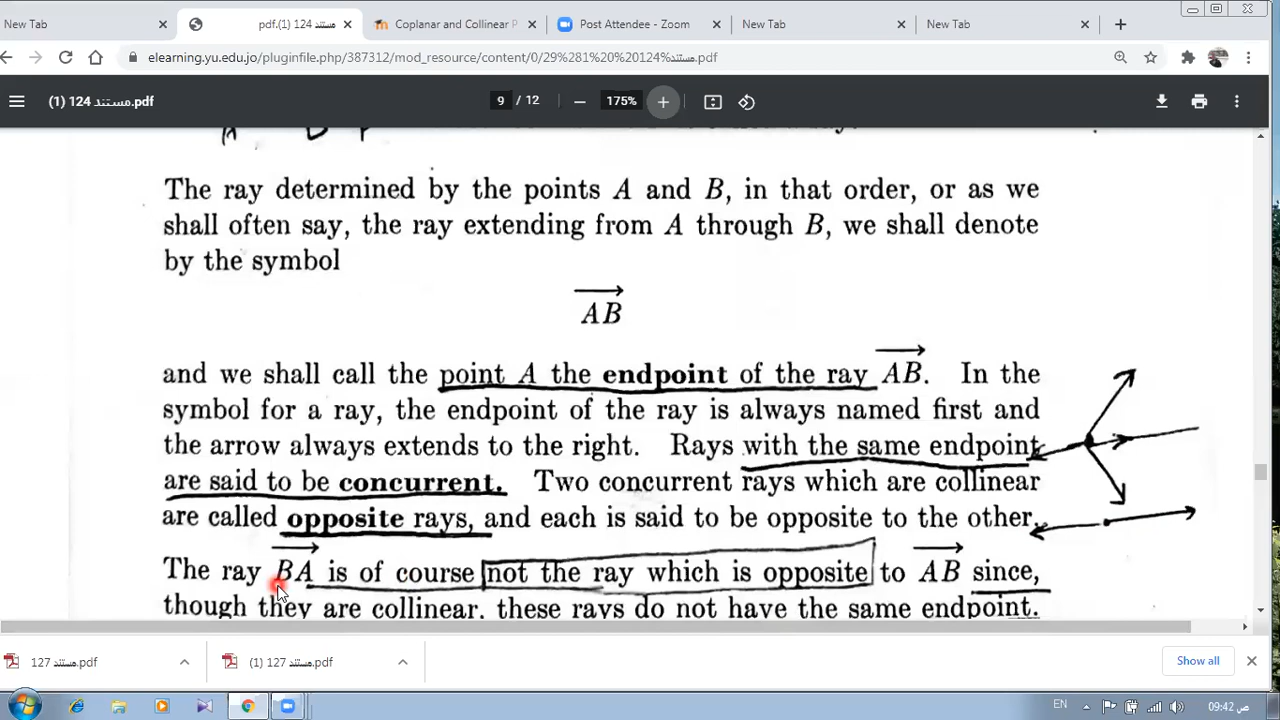 New Tab
مستند 124 (1).pdf
Coplanar and Collinear P
Post Attendee - Zoom
New Tab
New Tab
elearning.yu.edu.jo/pluginfile.php/387312/mod_resource/content/0/29%281%20%20124%مستند.pdf
مستند 124 (1).pdf
9 / 12
175%
The ray determined by the points A and B, in that order, or as we
shall often say, the ray extending from A through B, we shall denote
by the symbol
AB
and we shall call the point A the endpoint of the ray AB. In the
symbol for a ray, the endpoint of the ray is always named first and
the arrow always extends to the right. Rays with the same endpoint
are said to be concurrent. Two concurrent rays which are collinear
are called opposite rays, and each is said to be opposite to the other.
The ray BA is of course not the ray which is opposite to AB since,
though they are collinear, these rays do not have the same endpoint.
مستند 127.pdf
مستند 127 (1).pdf
Show all
EN
09:42 ص